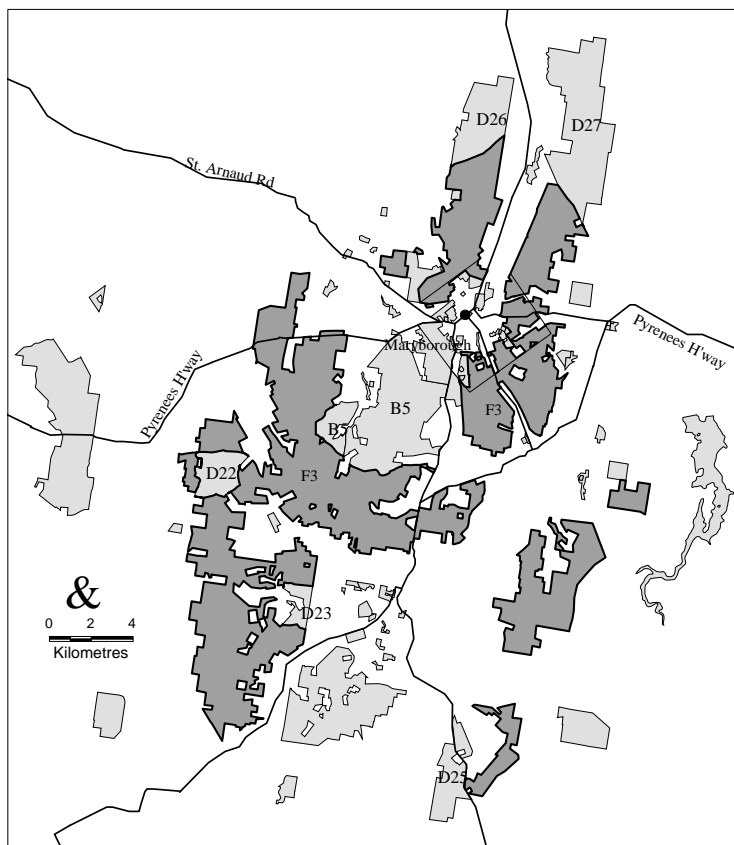 D26
D27
St. Arnaud Rd
Pyrenees H'way
Maryborough
Pyrenees H'way
B5
F3
B5
D22
F3
&
D23
0 2 4
Kilometres
D25